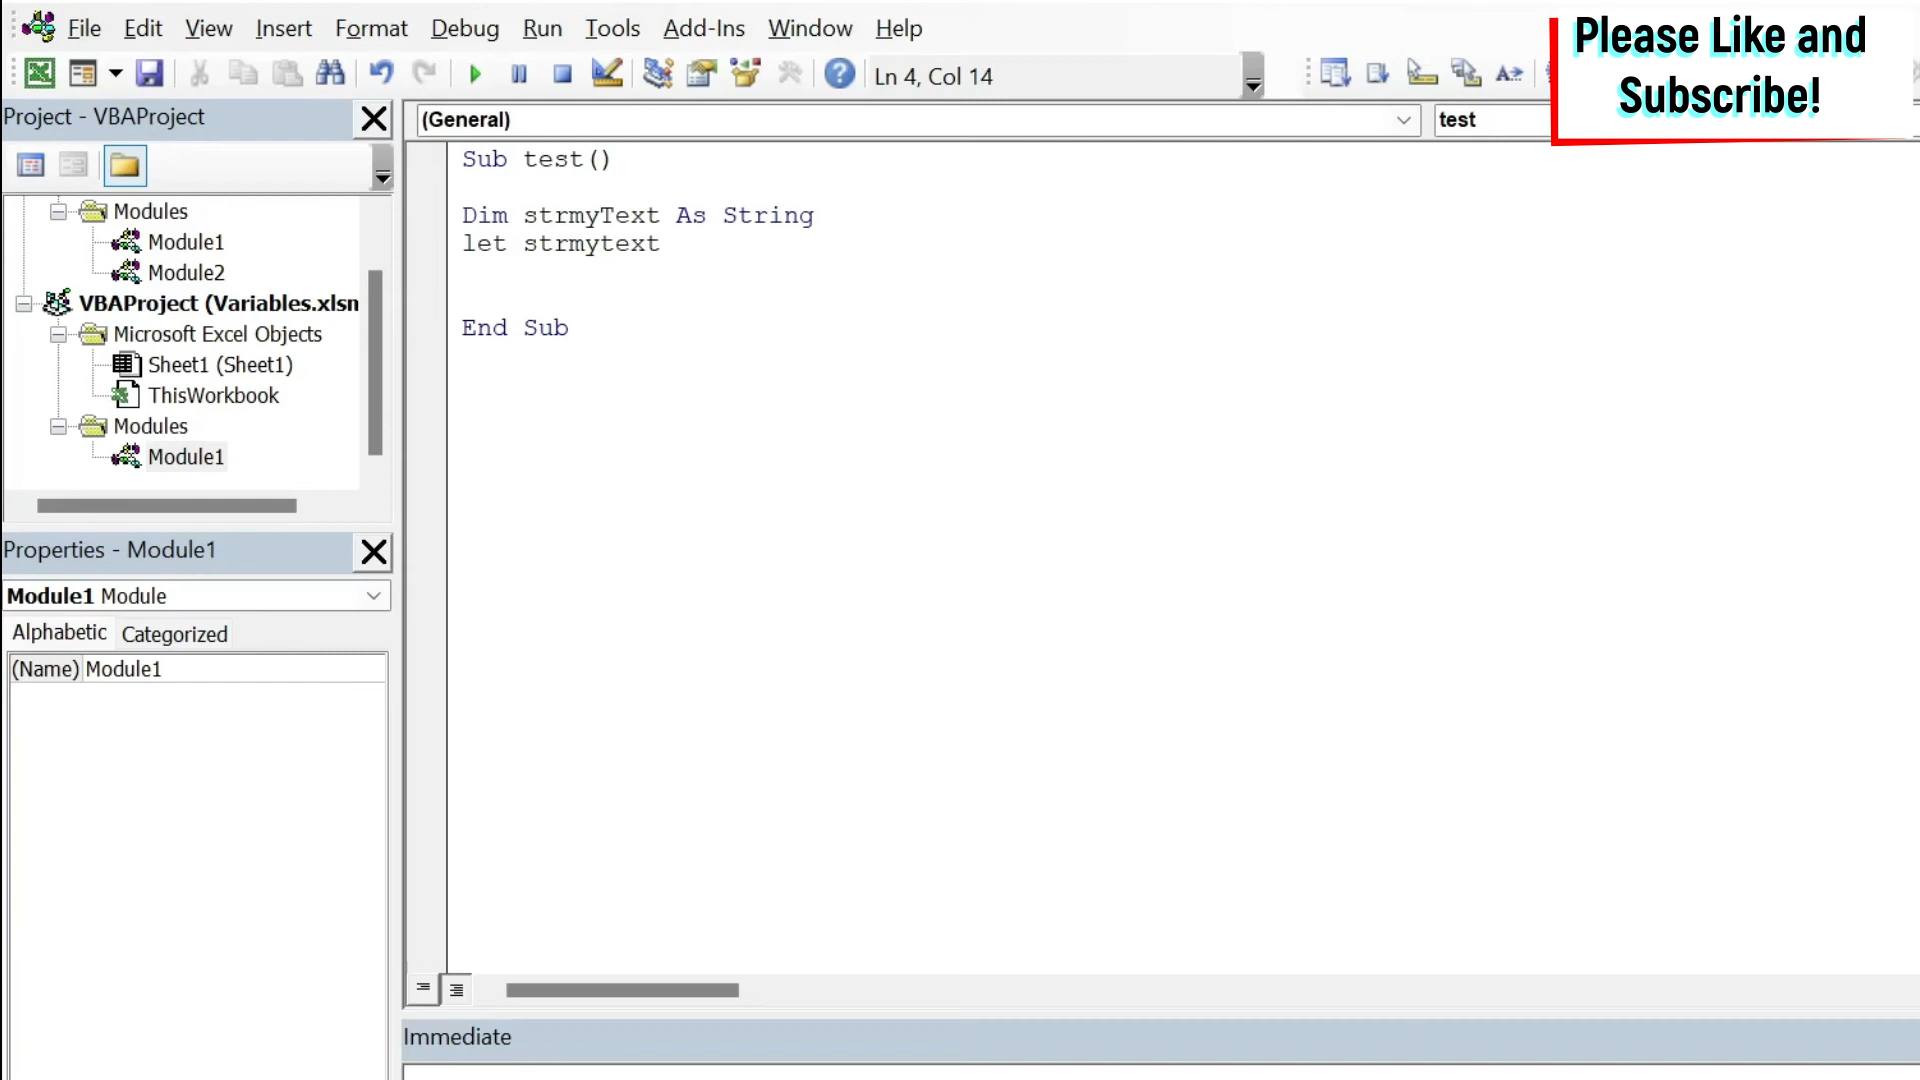 File Edit View Insert Format Debug Run Tools Add-Ins Window Help
Please Like and
Subscribe!
Ln 4, Col 14
Project - VBAProject
(General)
test
Sub test()
Dim strmyText As String
let strmytext
End Sub
Modules
Module1
Module2
VBAProject (Variables.xlsm
Microsoft Excel Objects
Sheet1 (Sheet1)
ThisWorkbook
Modules
Module1
Properties - Module1
Module1 Module
Alphabetic Categorized
(Name) Module1
Immediate